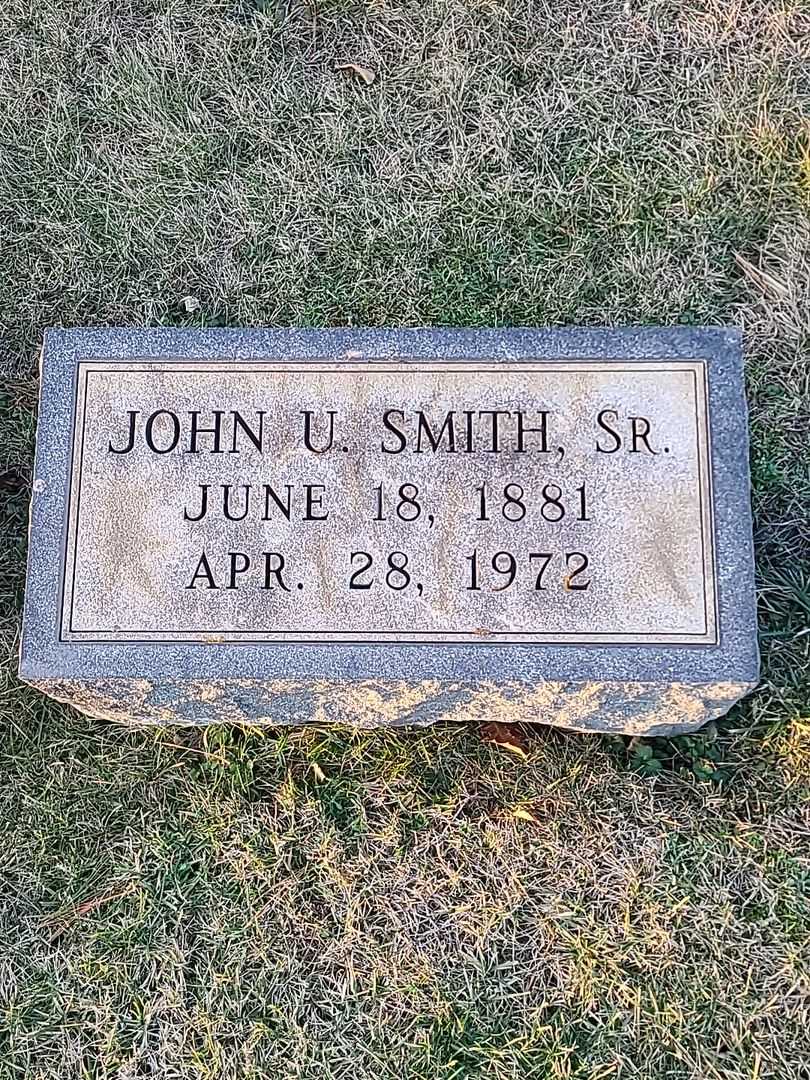 JOHN U. SMITH, SR.
JUNE 18, 1881
APR. 28, 1972